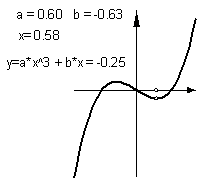 a = 0.60 b = -0.63
x= 0.58
y=a*x^3 + b*x = -0.25